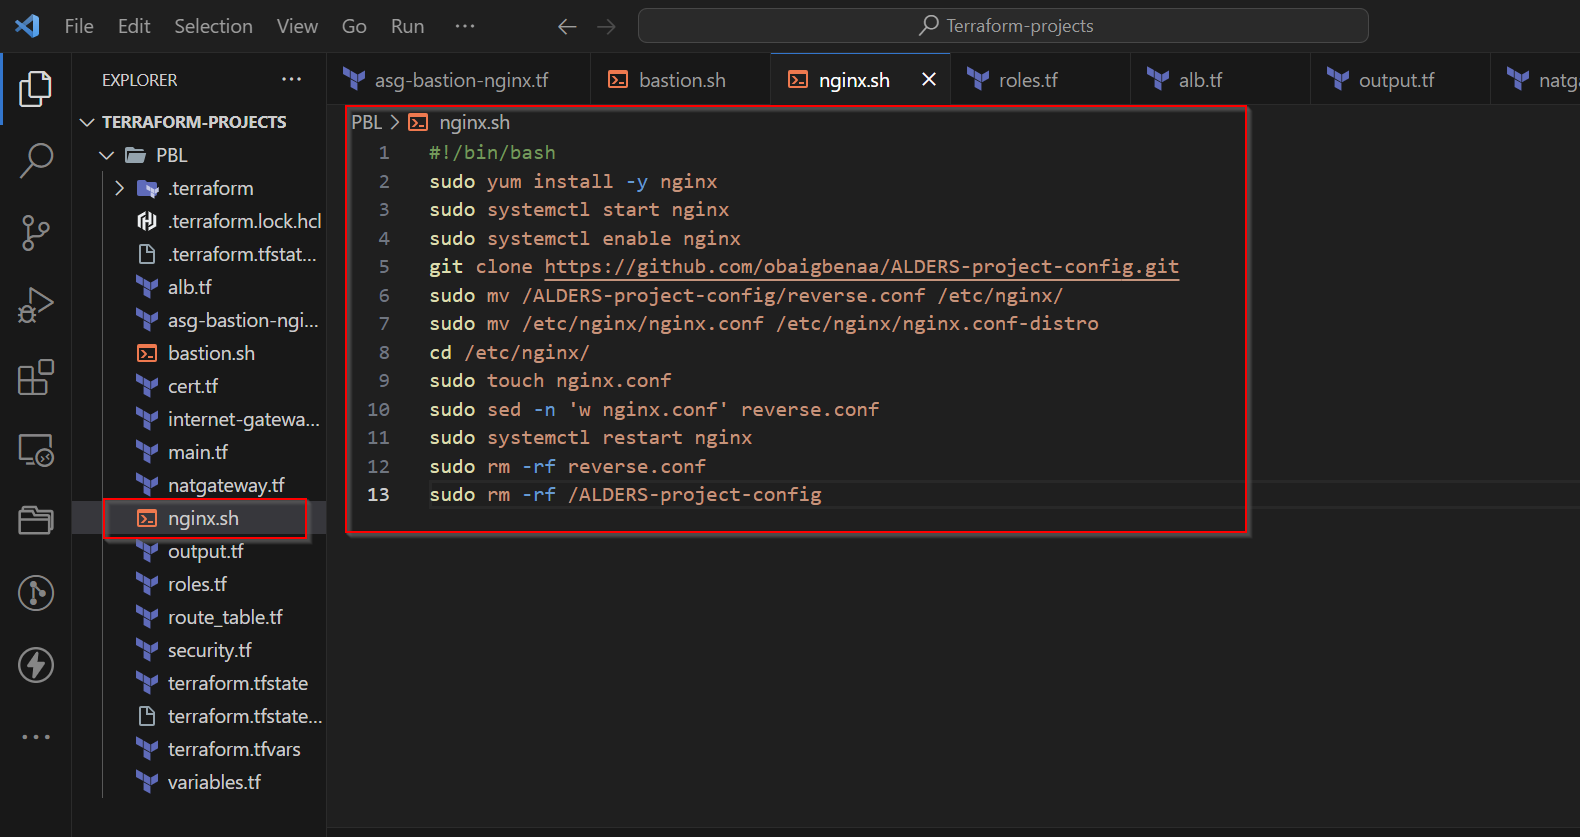 File Edit Selection View Go Run ···
Terraform-projects
EXPLORER ···
asg-bastion-nginx.tf bastion.sh nginx.sh roles.tf alb.tf output.tf natga
TERRAFORM-PROJECTS
PBL
.terraform
.terraform.lock.hcl
.terraform.tfstat...
alb.tf
asg-bastion-ngi...
bastion.sh
cert.tf
internet-gatewa...
main.tf
natgateway.tf
nginx.sh
output.tf
roles.tf
route_table.tf
security.tf
terraform.tfstate
terraform.tfstate...
terraform.tfvars
variables.tf
PBL > nginx.sh
1 #!/bin/bash
2 sudo yum install -y nginx
3 sudo systemctl start nginx
4 sudo systemctl enable nginx
5 git clone https://github.com/obaigbenaa/ALDERS-project-config.git
6 sudo mv /ALDERS-project-config/reverse.conf /etc/nginx/
7 sudo mv /etc/nginx/nginx.conf /etc/nginx/nginx.conf-distro
8 cd /etc/nginx/
9 sudo touch nginx.conf
10 sudo sed -n 'w nginx.conf' reverse.conf
11 sudo systemctl restart nginx
12 sudo rm -rf reverse.conf
13 sudo rm -rf /ALDERS-project-config